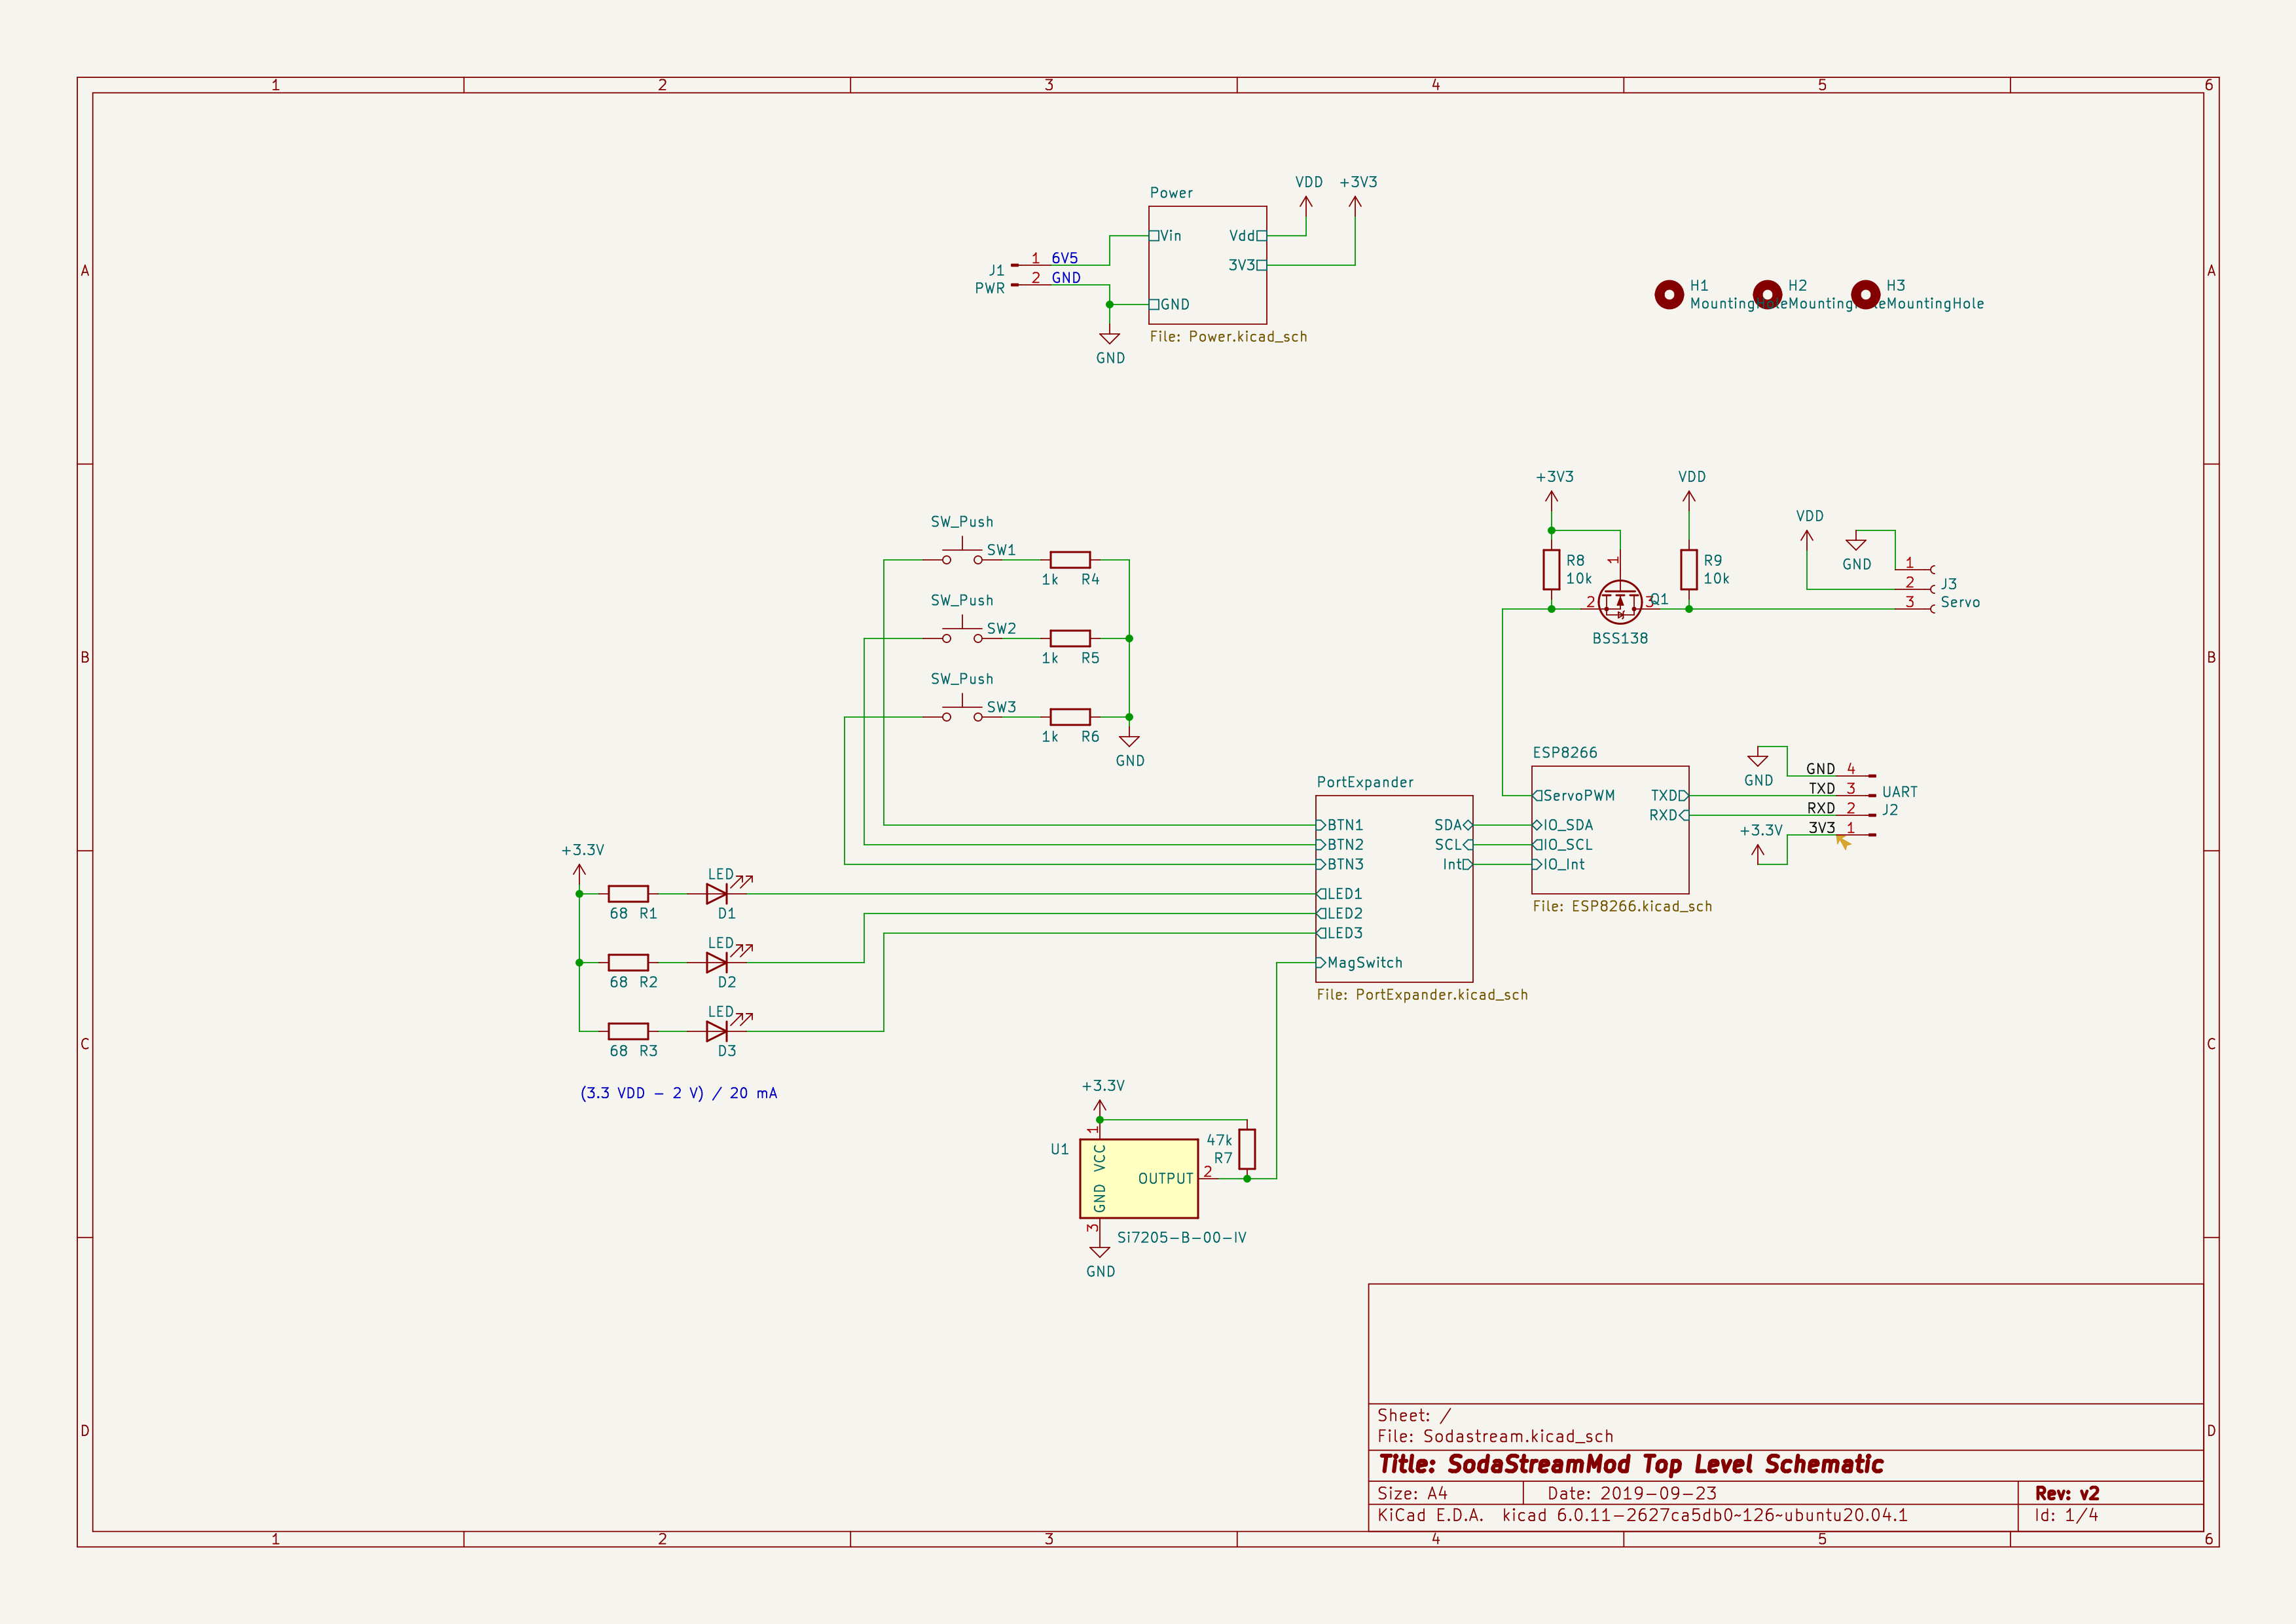 1 2 3 4 5 6
A
A
Power
VDD
+3V3
Vin
Vdd
3V3
GND
J1
PWR
1 6V5
2 GND
GND
File: Power.kicad_sch
H1
MountingHole
H2
MountingHole
H3
MountingHole
B
B
SW_Push
SW1
1k R4
SW_Push
SW2
1k R5
SW_Push
SW3
1k R6
GND
+3V3
VDD
R8
10k
R9
10k
1
2
3
Q1
BSS138
VDD
GND
1
2
3
J3
Servo
ESP8266
ServoPWM
TXD
RXD
IO_SDA
IO_SCL
IO_Int
File: ESP8266.kicad_sch
GND
GND 4
TXD 3
RXD 2
3V3 1
+3.3V
UART
J2
PortExpander
BTN1
BTN2
BTN3
LED1
LED2
LED3
MagSwitch
SDA
SCL
Int
File: PortExpander.kicad_sch
C
C
+3.3V
LED
68 R1
D1
LED
68 R2
D2
LED
68 R3
D3
(3.3 VDD - 2 V) / 20 mA
+3.3V
U1
1
VCC
GND
OUTPUT
2
3
47k
R7
Si7205-B-00-IV
GND
D
D
Sheet: /
File: Sodastream.kicad_sch
Title: SodaStreamMod Top Level Schematic
Size: A4 Date: 2019-09-23 Rev: v2
KiCad E.D.A. kicad 6.0.11-2627ca5db0~126~ubuntu20.04.1 Id: 1/4
1 2 3 4 5 6